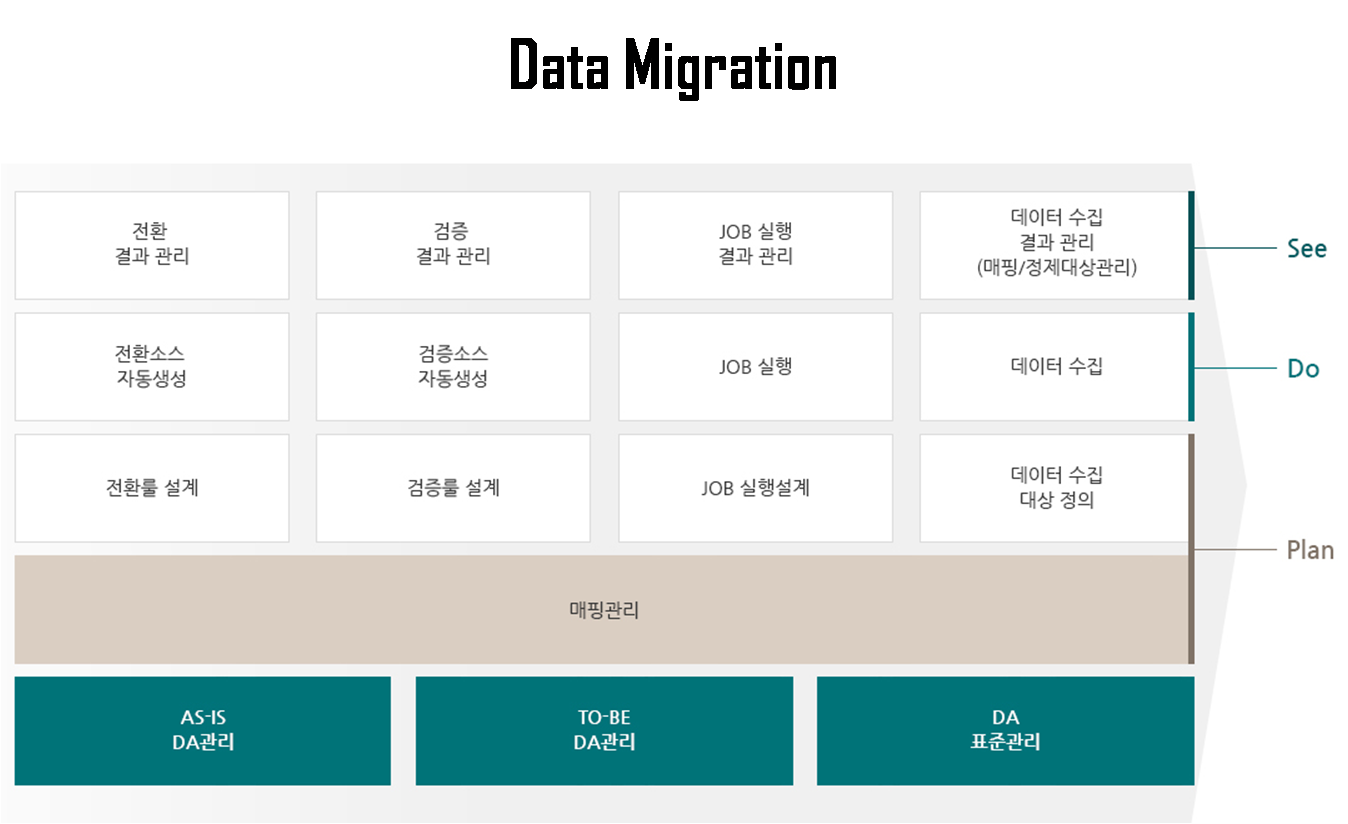 Data Migration
전환
결과 관리
검증
결과 관리
JOB 실행
결과 관리
데이터 수집
결과 관리
(매핑/정제대상관리)
See
전환소스
자동생성
검증소스
자동생성
JOB 실행
데이터 수집
Do
전환룰 설계
검증룰 설계
JOB 실행설계
데이터 수집
대상 정의
Plan
매핑관리
AS-IS
DA관리
TO-BE
DA관리
DA
표준관리